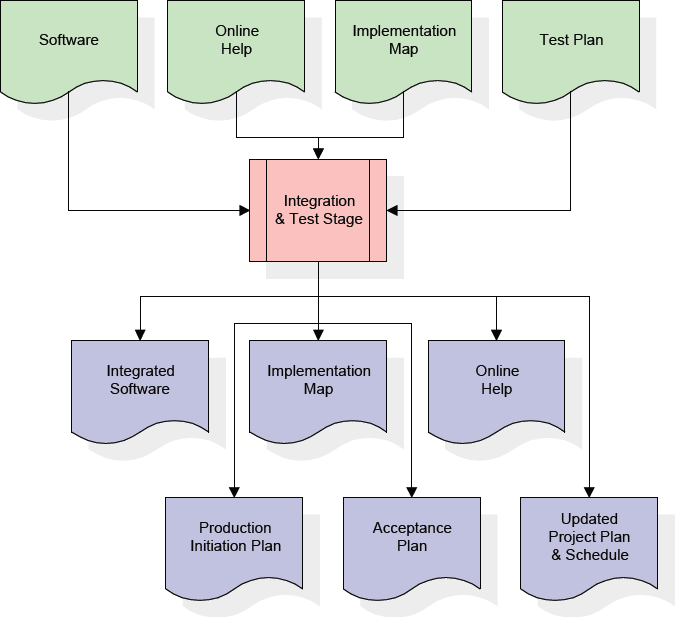 Software
Online
Help
Implementation
Map
Test Plan
Integration
& Test Stage
Integrated
Software
Implementation
Map
Online
Help
Production
Initiation Plan
Acceptance
Plan
Updated
Project Plan
& Schedule